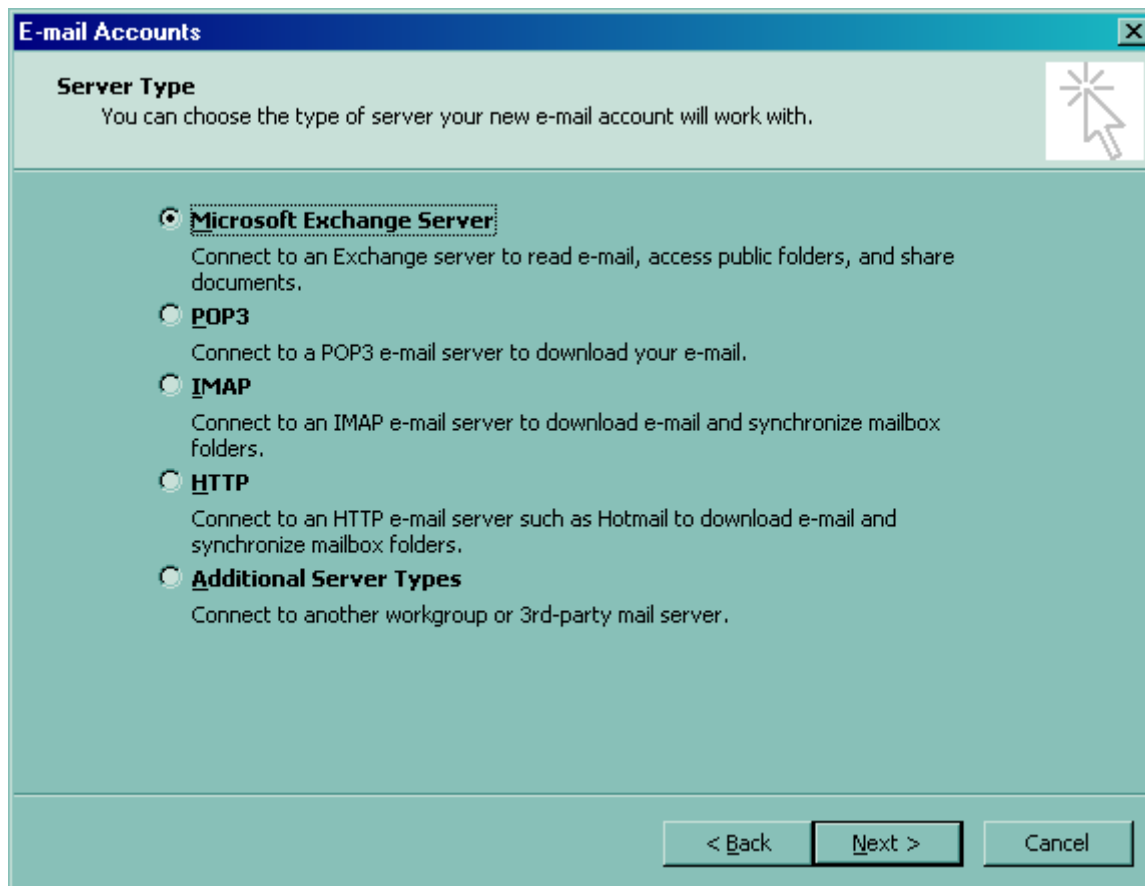 E-mail Accounts
Server Type
You can choose the type of server your new e-mail account will work with.
Microsoft Exchange Server
Connect to an Exchange server to read e-mail, access public folders, and share
documents.
POP3
Connect to a POP3 e-mail server to download your e-mail.
IMAP
Connect to an IMAP e-mail server to download e-mail and synchronize mailbox
folders.
HTTP
Connect to an HTTP e-mail server such as Hotmail to download e-mail and
synchronize mailbox folders.
Additional Server Types
Connect to another workgroup or 3rd-party mail server.
< Back Next > Cancel